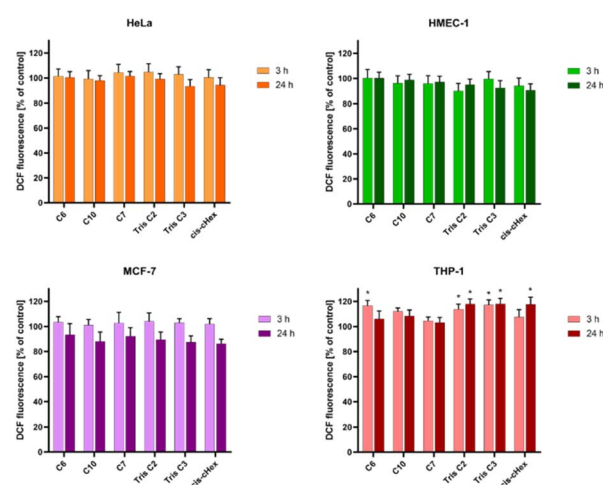 HeLa
DCF fluorescence [% of control]
120
100
80
60
40
20
0
C6
C10
C7
Tris C2
Tris C3
cis-cHex
3 h
24 h
HMEC-1
DCF fluorescence [% of control]
120
100
80
60
40
20
0
C6
C10
C7
Tris C2
Tris C3
cis-cHex
3 h
24 h
MCF-7
DCF fluorescence [% of control]
120
100
80
60
40
20
0
C6
C10
C7
Tris C2
Tris C3
cis-cHex
3 h
24 h
THP-1
DCF fluorescence [% of control]
120
100
80
60
40
20
0
* * * * * *
C6
C10
C7
Tris C2
Tris C3
cis-cHex
3 h
24 h